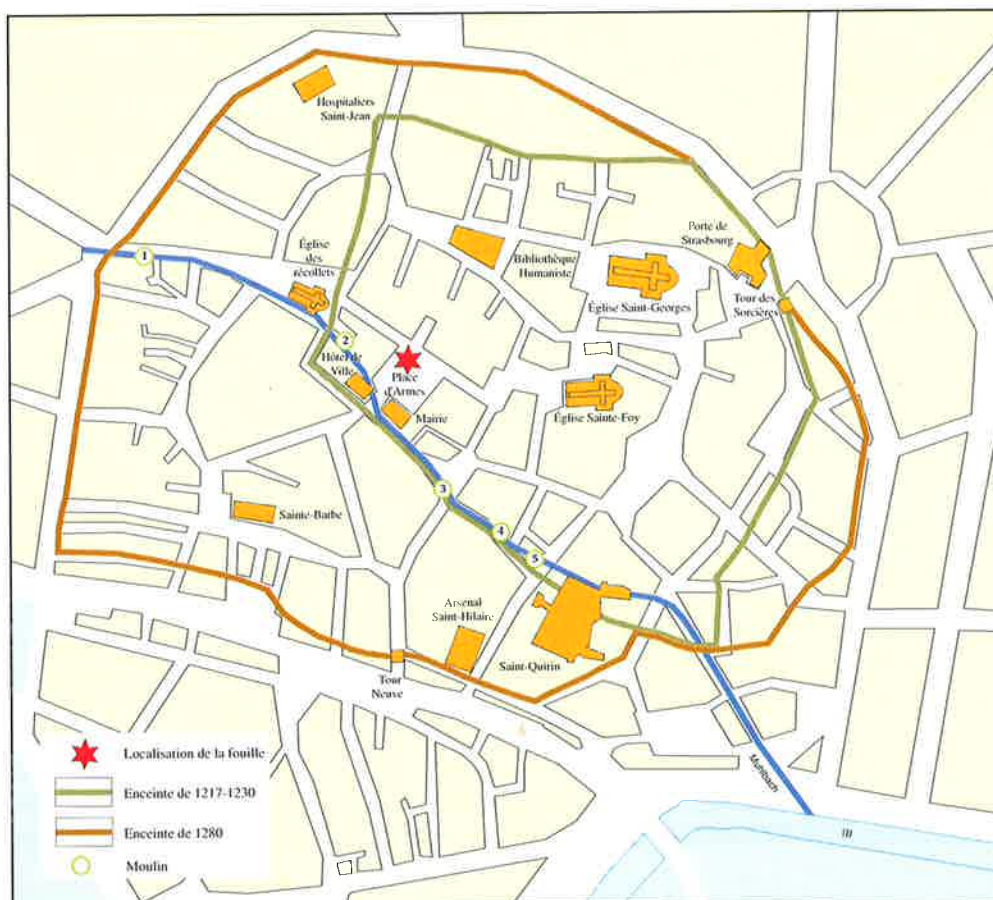 Hospitaliers
Saint-Jean
Porte de
Strasbourg
Église
des
récollets
1
Bibliothèque
Humaniste
Église Saint-Georges
Tour des
Sorcières
2
Hôtel de
Ville
Place
d'Armes
Mairie
Église Sainte-Foy
3
Sainte-Barbe
4
5
Arsenal
Saint-Hilaire
Saint-Quirin
Tour
Neuve
Muhlbach
Ill
Localisation de la fouille
Enceinte de 1217-1230
Enceinte de 1280
Moulin